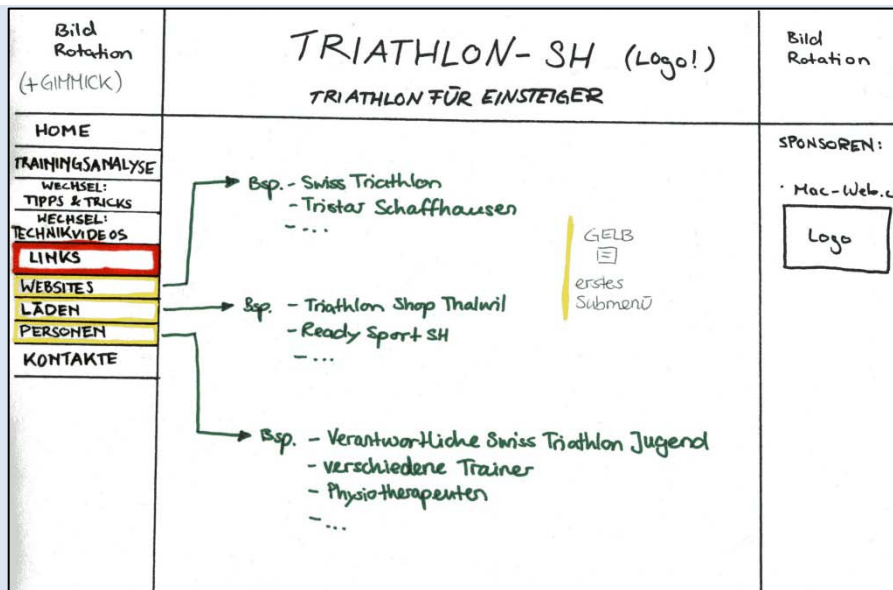 Bild
Rotation
(+GIMMICK)
TRIATHLON-SH (Logo!)
TRIATHLON FÜR EINSTEIGER
Bild
Rotation
HOME
TRAININGSANALYSE
WECHSEL:
TIPPS & TRICKS
WECHSEL:
TECHNIKVIDEOS
LINKS
WEBSITES
LÄDEN
PERSONEN
KONTAKTE
Bsp. - Swiss Triathlon
- Tristar Schaffhausen
- ...
GELB
erstes
Submenü
Bsp. - Triathlon Shop Thalwil
- Ready Sport SH
- ...
Bsp. - Verantwortliche Swiss Triathlon Jugend
- verschiedene Trainer
- Physiotherapeuten
- ...
SPONSOREN:
· Mac-Web.c
Logo